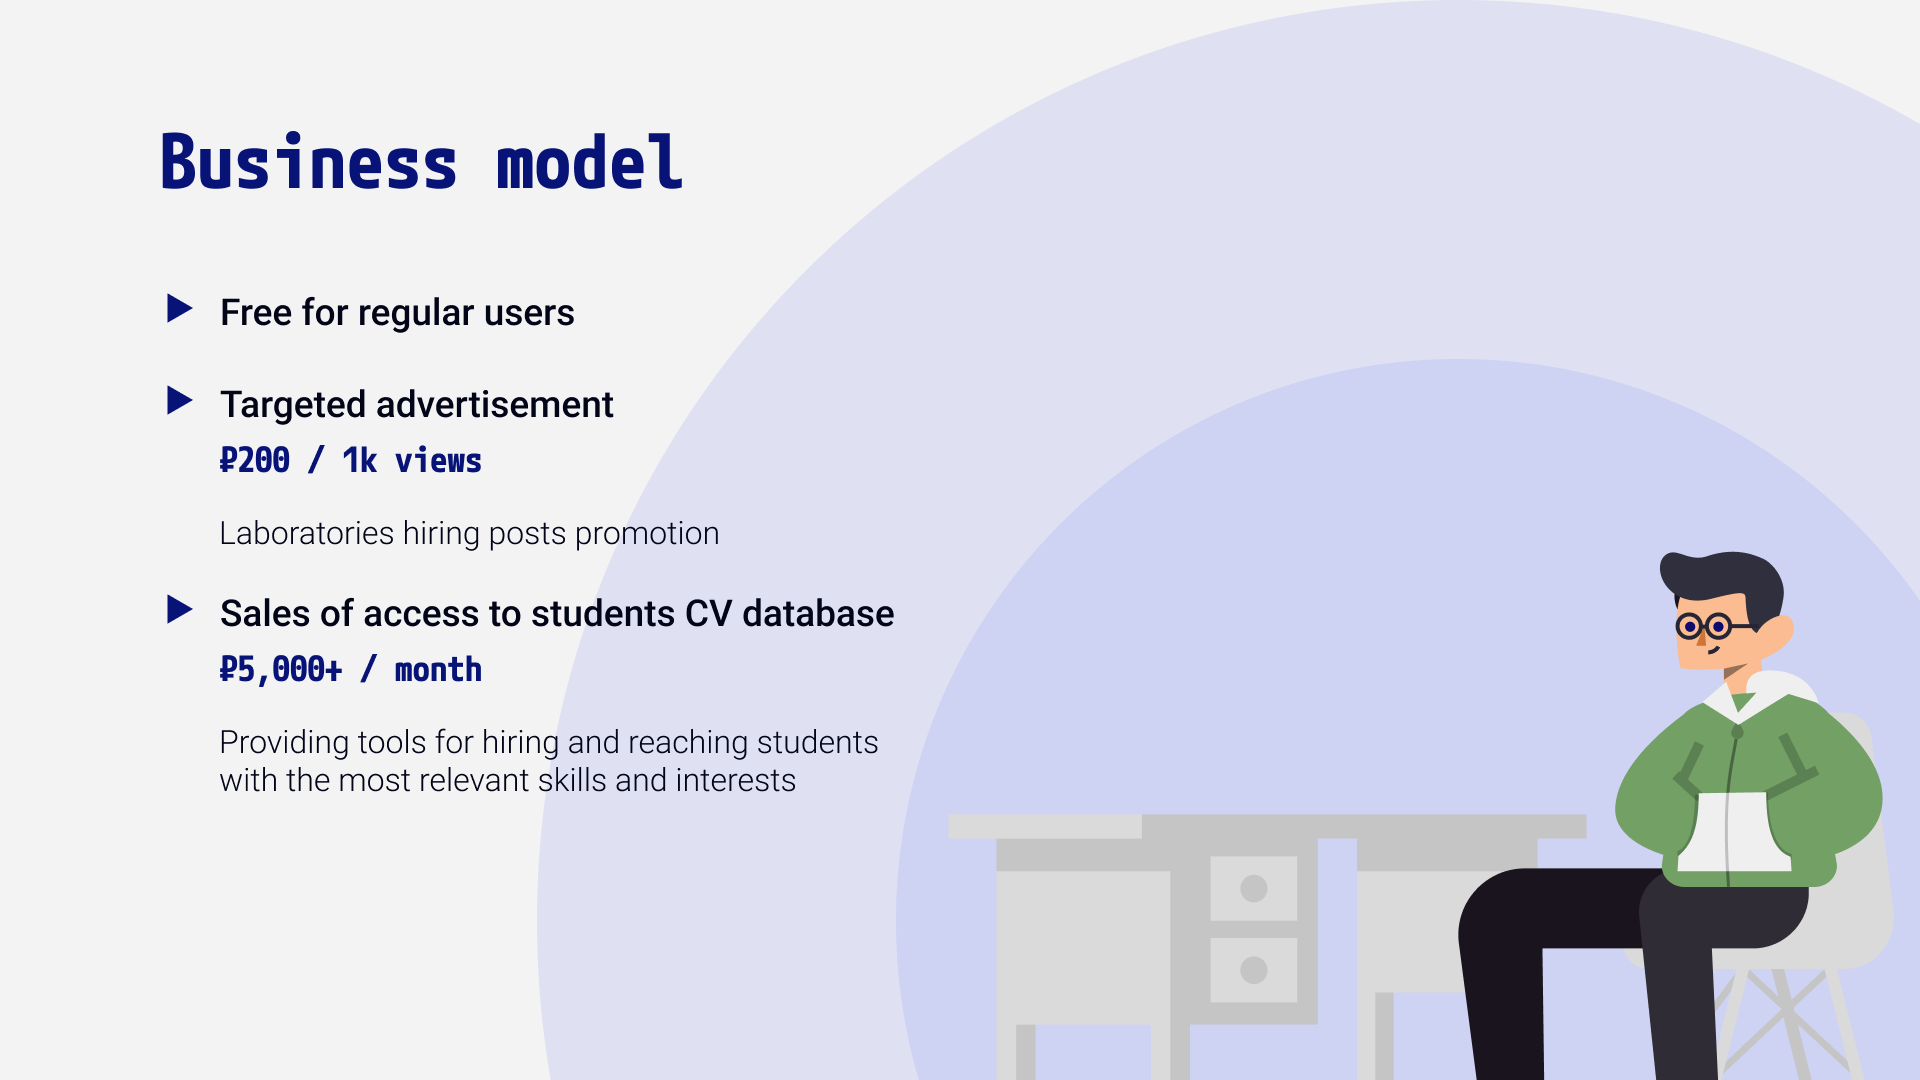 Business model
Free for regular users
Targeted advertisement
₽200 / 1k views
Laboratories hiring posts promotion
Sales of access to students CV database
₽5,000+ / month
Providing tools for hiring and reaching students
with the most relevant skills and interests